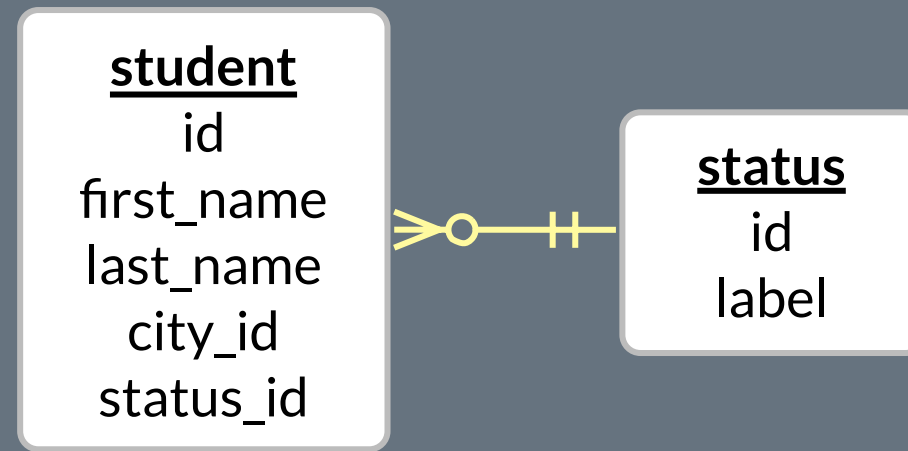 student
id
first_name
last_name
city_id
status_id
status
id
label